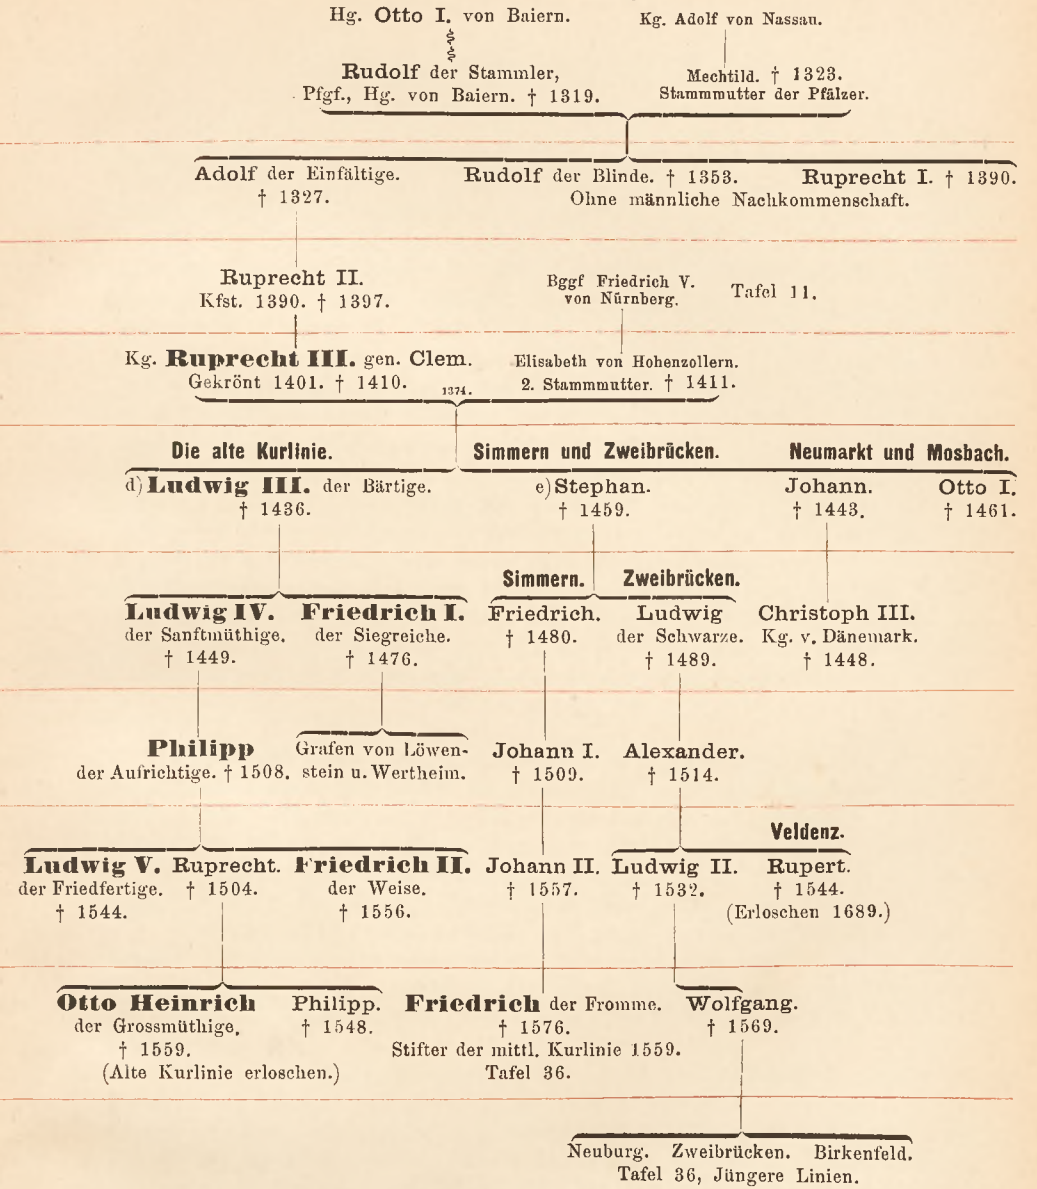 Hg. Otto I. von Baiern. Kg. Adolf von Nassau.
Rudolf der Stammler, Mechtild. † 1323.
Pfgf., Hg. von Baiern. † 1319. Stammmutter der Pfälzer.
Adolf der Einfältige. Rudolf der Blinde. † 1353. Ruprecht I. † 1390.
† 1327. Ohne männliche Nachkommenschaft.
Ruprecht II. Bggf Friedrich V. Tafel 11.
Kfst. 1390. † 1397. von Nürnberg.
Kg. Ruprecht III. gen. Clem. Elisabeth von Hohenzollern.
Gekrönt 1401. † 1410. 1374. 2. Stammmutter. † 1411.
Die alte Kurlinie. Simmern und Zweibrücken. Neumarkt und Mosbach.
d) Ludwig III. der Bärtige. e) Stephan. Johann. Otto I.
† 1436. † 1459. † 1443. † 1461.
Simmern. Zweibrücken.
Ludwig IV. Friedrich I. Friedrich. Ludwig Christoph III.
der Sanftmüthige. der Siegreiche. † 1480. der Schwarze. Kg. v. Dänemark.
† 1449. † 1476. † 1489. † 1448.
Philipp Grafen von Löwen- Johann I. Alexander.
der Aufrichtige. † 1508. stein u. Wertheim. † 1509. † 1514.
Veldenz.
Ludwig V. Ruprecht. Friedrich II. Johann II. Ludwig II. Rupert.
der Friedfertige. † 1504. der Weise. † 1557. † 1532. † 1544.
† 1544. † 1556. (Erloschen 1689.)
Otto Heinrich Philipp. Friedrich der Fromme. Wolfgang.
der Grossmüthige. † 1548. † 1576. † 1569.
† 1559. Stifter der mittl. Kurlinie 1559.
(Alte Kurlinie erloschen.) Tafel 36.
Neuburg. Zweibrücken. Birkenfeld.
Tafel 36, Jüngere Linien.